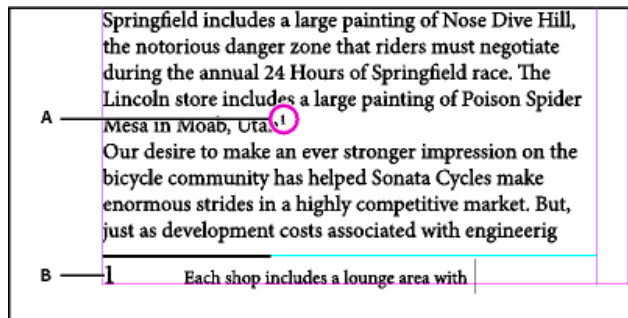 Springfield includes a large painting of Nose Dive Hill,
the notorious danger zone that riders must negotiate
during the annual 24 Hours of Springfield race. The
Lincoln store includes a large painting of Poison Spider
A Mesa in Moab, Utah1
Our desire to make an ever stronger impression on the
bicycle community has helped Sonata Cycles make
enormous strides in a highly competitive market. But,
just as development costs associated with engineerig
B 1 Each shop includes a lounge area with